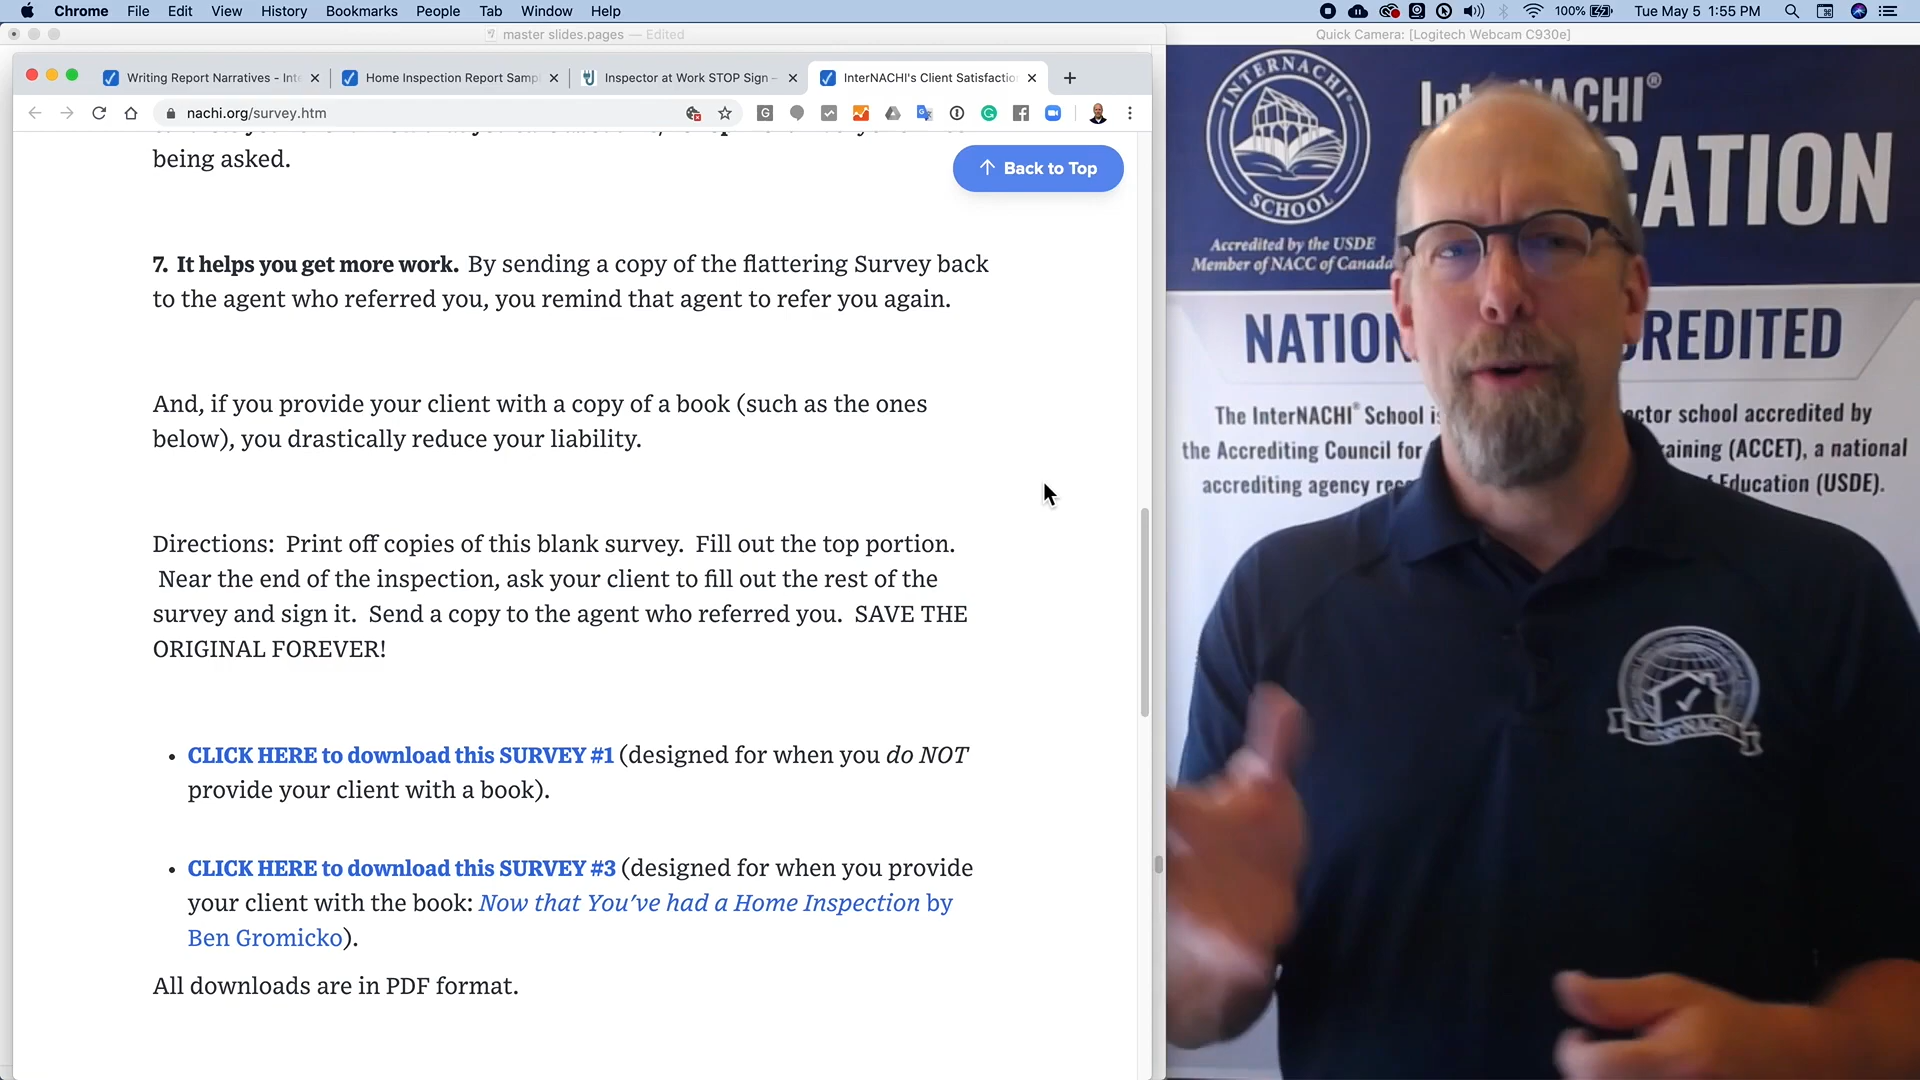 Chrome File Edit View History Bookmarks People Tab Window Help
100% Tue May 5 1:55 PM
master slides.pages — Edited
Quick Camera: [Logitech Webcam C930e]
Writing Report Narratives - Inte
Home Inspection Report Samp
Inspector at Work STOP Sign –
InterNACHI's Client Satisfactio
nachi.org/survey.htm
being asked.
Back to Top
7. It helps you get more work. By sending a copy of the flattering Survey back
to the agent who referred you, you remind that agent to refer you again.
And, if you provide your client with a copy of a book (such as the ones
below), you drastically reduce your liability.
Directions: Print off copies of this blank survey. Fill out the top portion.
Near the end of the inspection, ask your client to fill out the rest of the
survey and sign it. Send a copy to the agent who referred you. SAVE THE
ORIGINAL FOREVER!
• CLICK HERE to download this SURVEY #1 (designed for when you do NOT
provide your client with a book).
• CLICK HERE to download this SURVEY #3 (designed for when you provide
your client with the book: Now that You've had a Home Inspection by
Ben Gromicko).
All downloads are in PDF format.
INTERNACHI
SCHOOL
®
Accredited by the USDE
Member of NACC of Canada
Int NACHI®
CATION
NATION REDITED
The InterNACHI® School is ctor school accredited by
the Accrediting Council for aining (ACCET), a national
accrediting agency rec Education (USDE).
InterNACHI